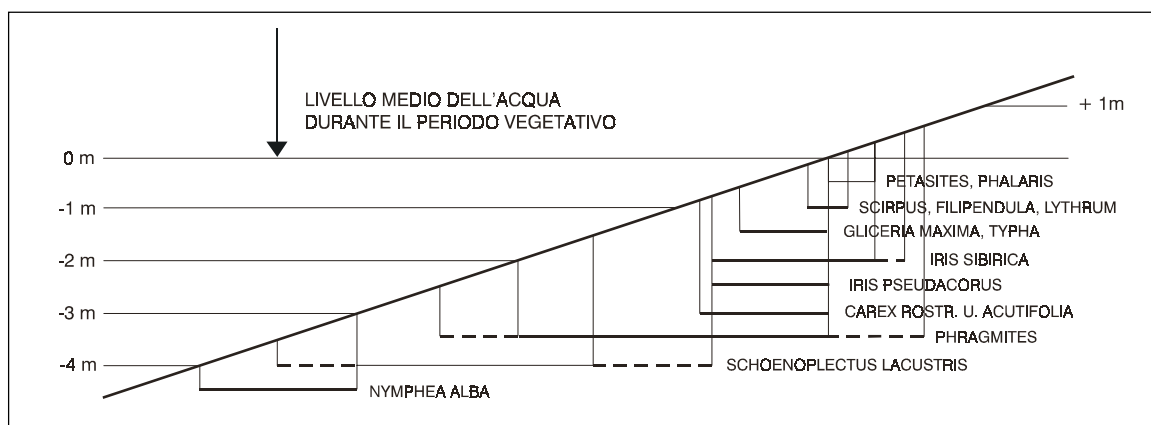 LIVELLO MEDIO DELL'ACQUA
DURANTE IL PERIODO VEGETATIVO
+ 1m
0 m
PETASITES, PHALARIS
-1 m
SCIRPUS, FILIPENDULA, LYTHRUM
GLICERIA MAXIMA, TYPHA
-2 m
IRIS SIBIRICA
IRIS PSEUDACORUS
-3 m
CAREX ROSTR. U. ACUTIFOLIA
PHRAGMITES
-4 m
SCHOENOPLECTUS LACUSTRIS
NYMPHEA ALBA